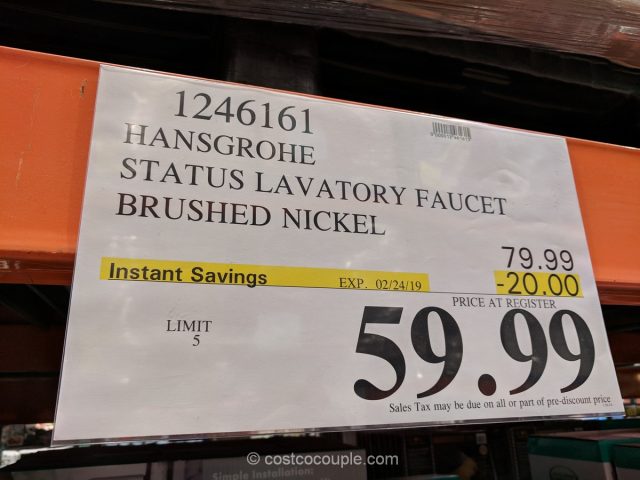 1246161
HANSGROHE
STATUS LAVATORY FAUCET
BRUSHED NICKEL
79.99
Instant Savings EXP. 02/24/19 -20.00
PRICE AT REGISTER
LIMIT
5
59.99
Sales Tax may be due on all or part of pre-discount price
Simple Installation:
© costcocouple.com